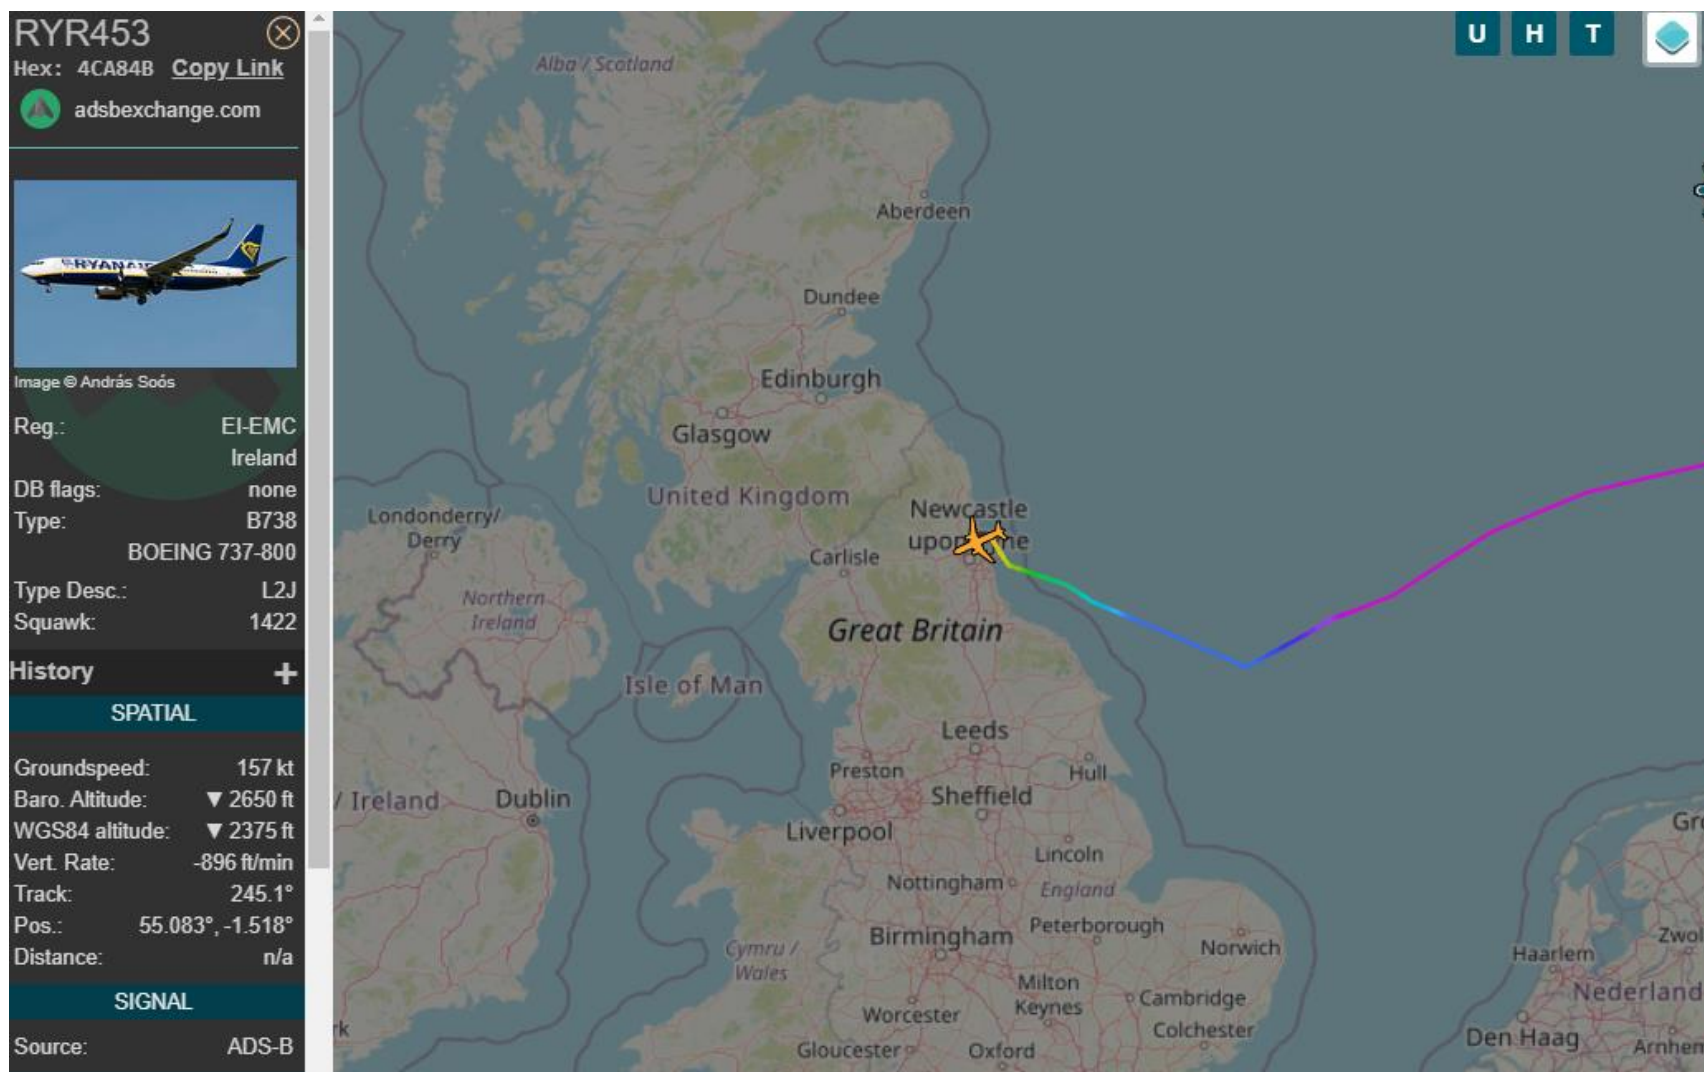 RYR453
Hex: 4CA84B Copy Link
adsbexchange.com
RYANAIR
Image © András Soós
Reg.: EI-EMC
Ireland
DB flags: none
Type: B738
BOEING 737-800
Type Desc.: L2J
Squawk: 1422
History +
SPATIAL
Groundspeed: 157 kt
Baro. Altitude: ▼ 2650 ft
WGS84 altitude: ▼ 2375 ft
Vert. Rate: -896 ft/min
Track: 245.1°
Pos.: 55.083°, -1.518°
Distance: n/a
SIGNAL
Source: ADS-B
U H T
Alba / Scotland
Aberdeen
Dundee
Edinburgh
Glasgow
United Kingdom
Londonderry/
Derry
Newcastle
Carlisle
Northern
Ireland
Great Britain
Isle of Man
Leeds
Preston
Hull
/ Ireland
Dublin
Sheffield
Liverpool
Lincoln
Nottingham
England
Peterborough
Birmingham
Norwich
Cymru /
Wales
Haarlem
Milton
Keynes
Cambridge
Nederland
Worcester
Colchester
Den Haag
Gloucester
Oxford